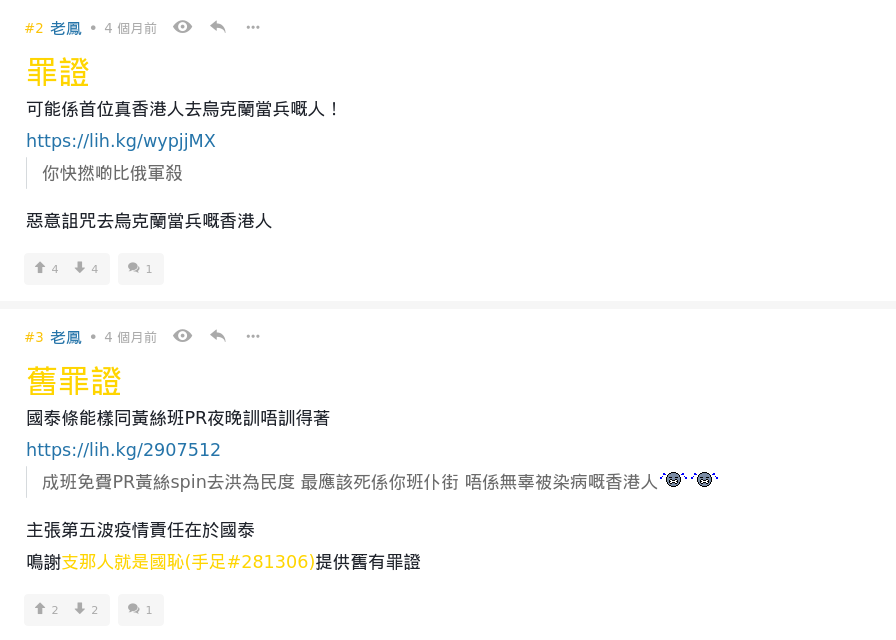 #2 老鳳 • 4 個月前
罪證
可能係首位真香港人去烏克蘭當兵嘅人！
https://lih.kg/wypjjMX
你快撚啲比俄軍殺
惡意詛咒去烏克蘭當兵嘅香港人
4 4 1
#3 老鳳 • 4 個月前
舊罪證
國泰條能樣同黃絲班PR夜晚訓唔訓得著
https://lih.kg/2907512
成班免費PR黃絲spin去洪為民度 最應該死係你班仆街 唔係無辜被染病嘅香港人
主張第五波疫情責任在於國泰
鳴謝支那人就是國恥(手足#281306)提供舊有罪證
2 2 1